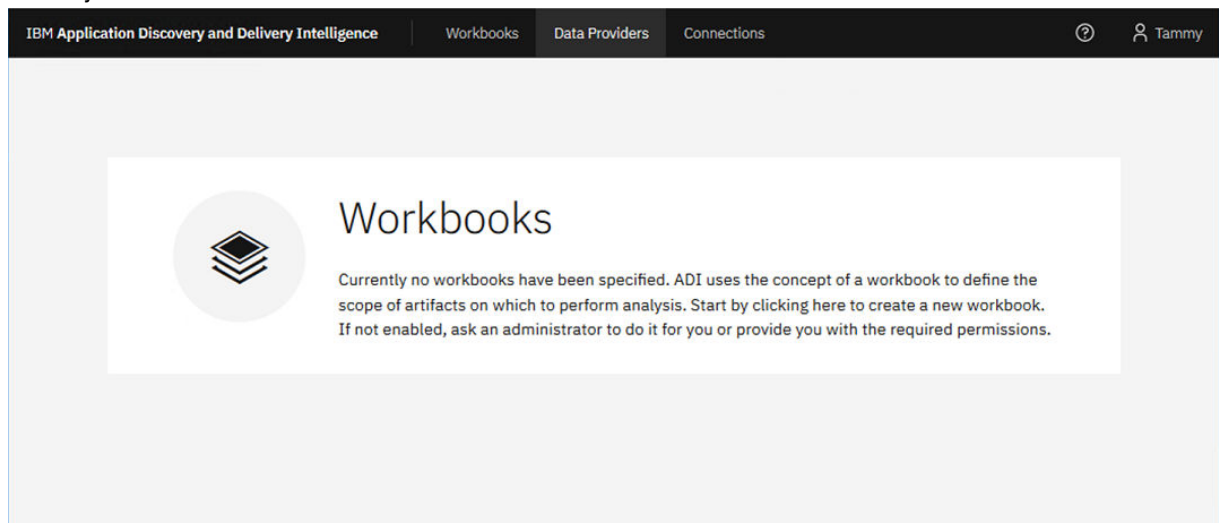 IBM Application Discovery and Delivery Intelligence Workbooks Data Providers Connections Tammy
Workbooks
Currently no workbooks have been specified. ADI uses the concept of a workbook to define the
scope of artifacts on which to perform analysis. Start by clicking here to create a new workbook.
If not enabled, ask an administrator to do it for you or provide you with the required permissions.